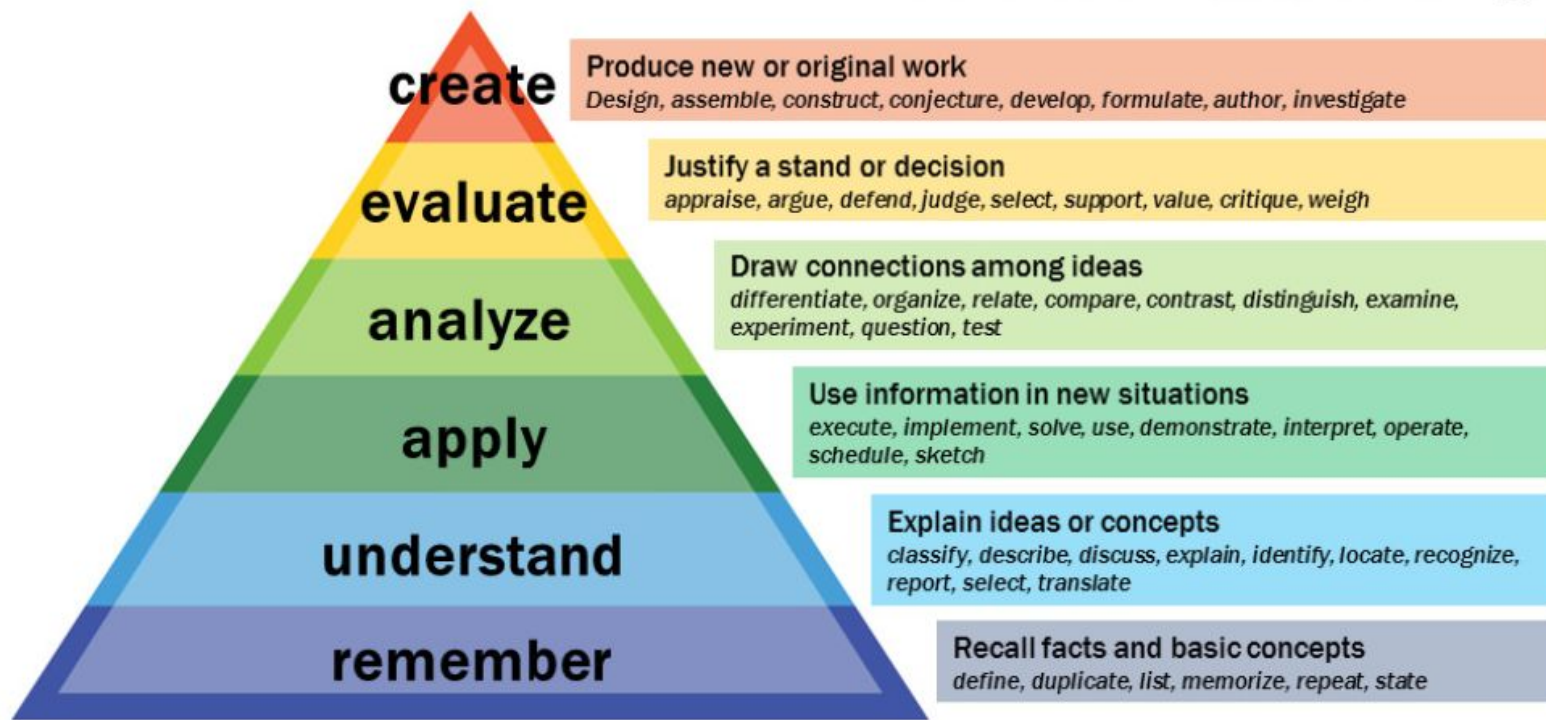 create
Produce new or original work
Design, assemble, construct, conjecture, develop, formulate, author, investigate
evaluate
Justify a stand or decision
appraise, argue, defend, judge, select, support, value, critique, weigh
analyze
Draw connections among ideas
differentiate, organize, relate, compare, contrast, distinguish, examine,
experiment, question, test
apply
Use information in new situations
execute, implement, solve, use, demonstrate, interpret, operate,
schedule, sketch
understand
Explain ideas or concepts
classify, describe, discuss, explain, identify, locate, recognize,
report, select, translate
remember
Recall facts and basic concepts
define, duplicate, list, memorize, repeat, state